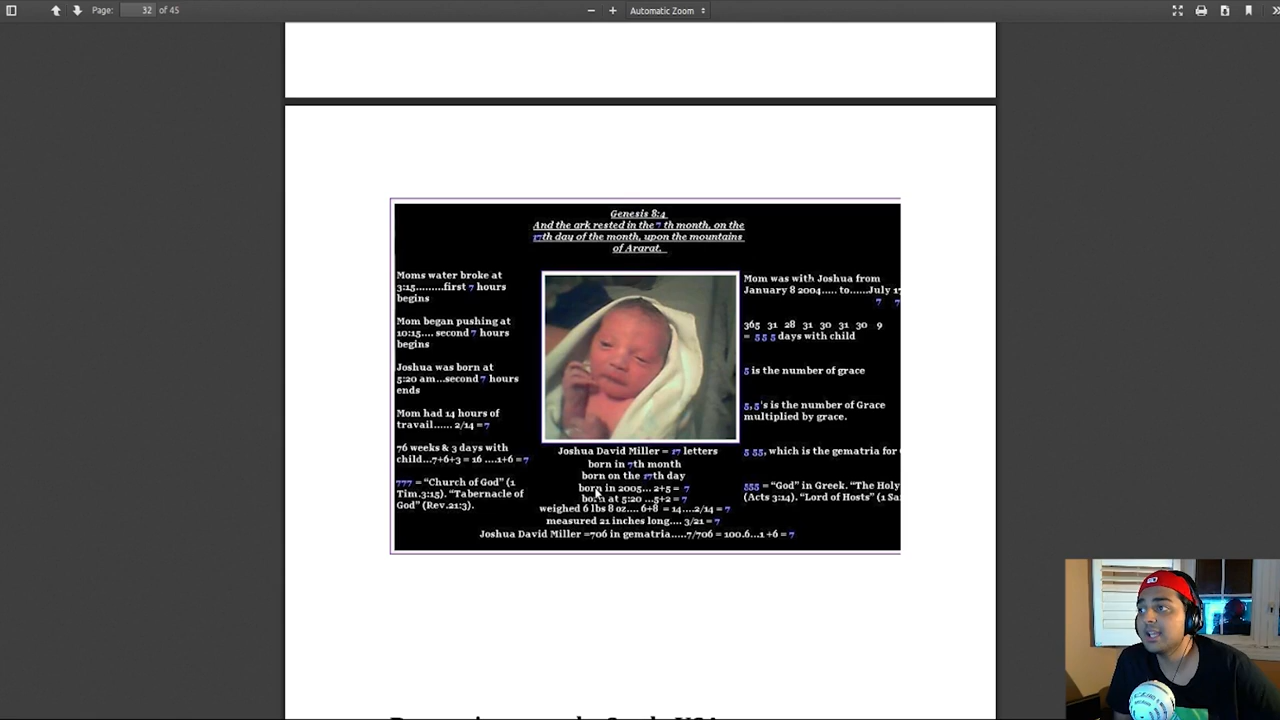 Page: 32 of 45
Automatic Zoom
Genesis 8:4
And the ark rested in the 7 th month, on the
17th day of the month, upon the mountains
of Ararat.
Moms water broke at
3:15.........first 7 hours
begins
Mom began pushing at
10:15.... second 7 hours
begins
Joshua was born at
5:20 am...second 7 hours
ends
Mom had 14 hours of
travail...... 2/14 = 7
76 weeks & 3 days with
child...7+6+3 = 16 ....1+6 = 7
777 = “Church of God” (1
Tim.3:15). “Tabernacle of
God” (Rev.21:3).
Joshua David Miller = 17 letters
born in 7th month
born on the 17th day
born in 2005... 2+5 = 7
born at 5:20 ...5+2 = 7
weighed 6 lbs 8 oz.... 6+8 = 14....2/14 = 7
measured 21 inches long.... 3/21 = 7
Joshua David Miller =706 in gematria.....7/706 = 100.6...1 +6 = 7
Mom was with Joshua from
January 8 2004..... to......July 17
7 7
365 31 28 31 30 31 30 9
= 5 5 5 days with child
5 is the number of grace
5, 5's is the number of Grace
multiplied by grace.
5 55, which is the gematria for
555 = “God” in Greek. “The Holy
(Acts 3:14). “Lord of Hosts” (1 Sa